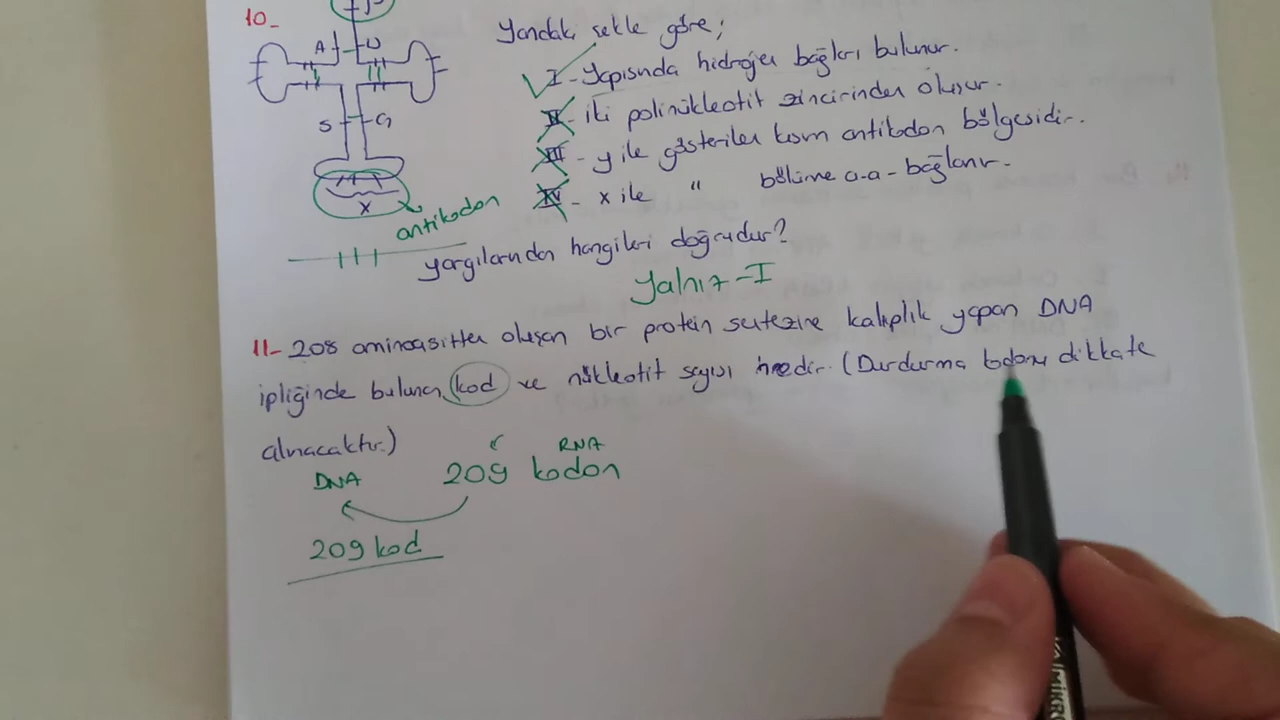 10_
A U
S G
X
antikodon
Yandaki şekle göre;
I - Yapısında hidrojen bağları bulunur.
II - iki polinükleotit zincirinden oluşur.
III - y ile gösterilen kısım antikodon bölgesidir.
IV - x ile " bölüme a.a - bağlanır.
yargılarından hangileri doğrudur?
Yalnız - I
11- 208 aminoasitten oluşan bir protein sentezine kalıplık yapan DNA
ipliğinde bulunan kod ve nükleotit sayısı nedir. (Durdurma kodonu dikkate
alınacaktır.)
DNA RNA
209 kodon
209 kod